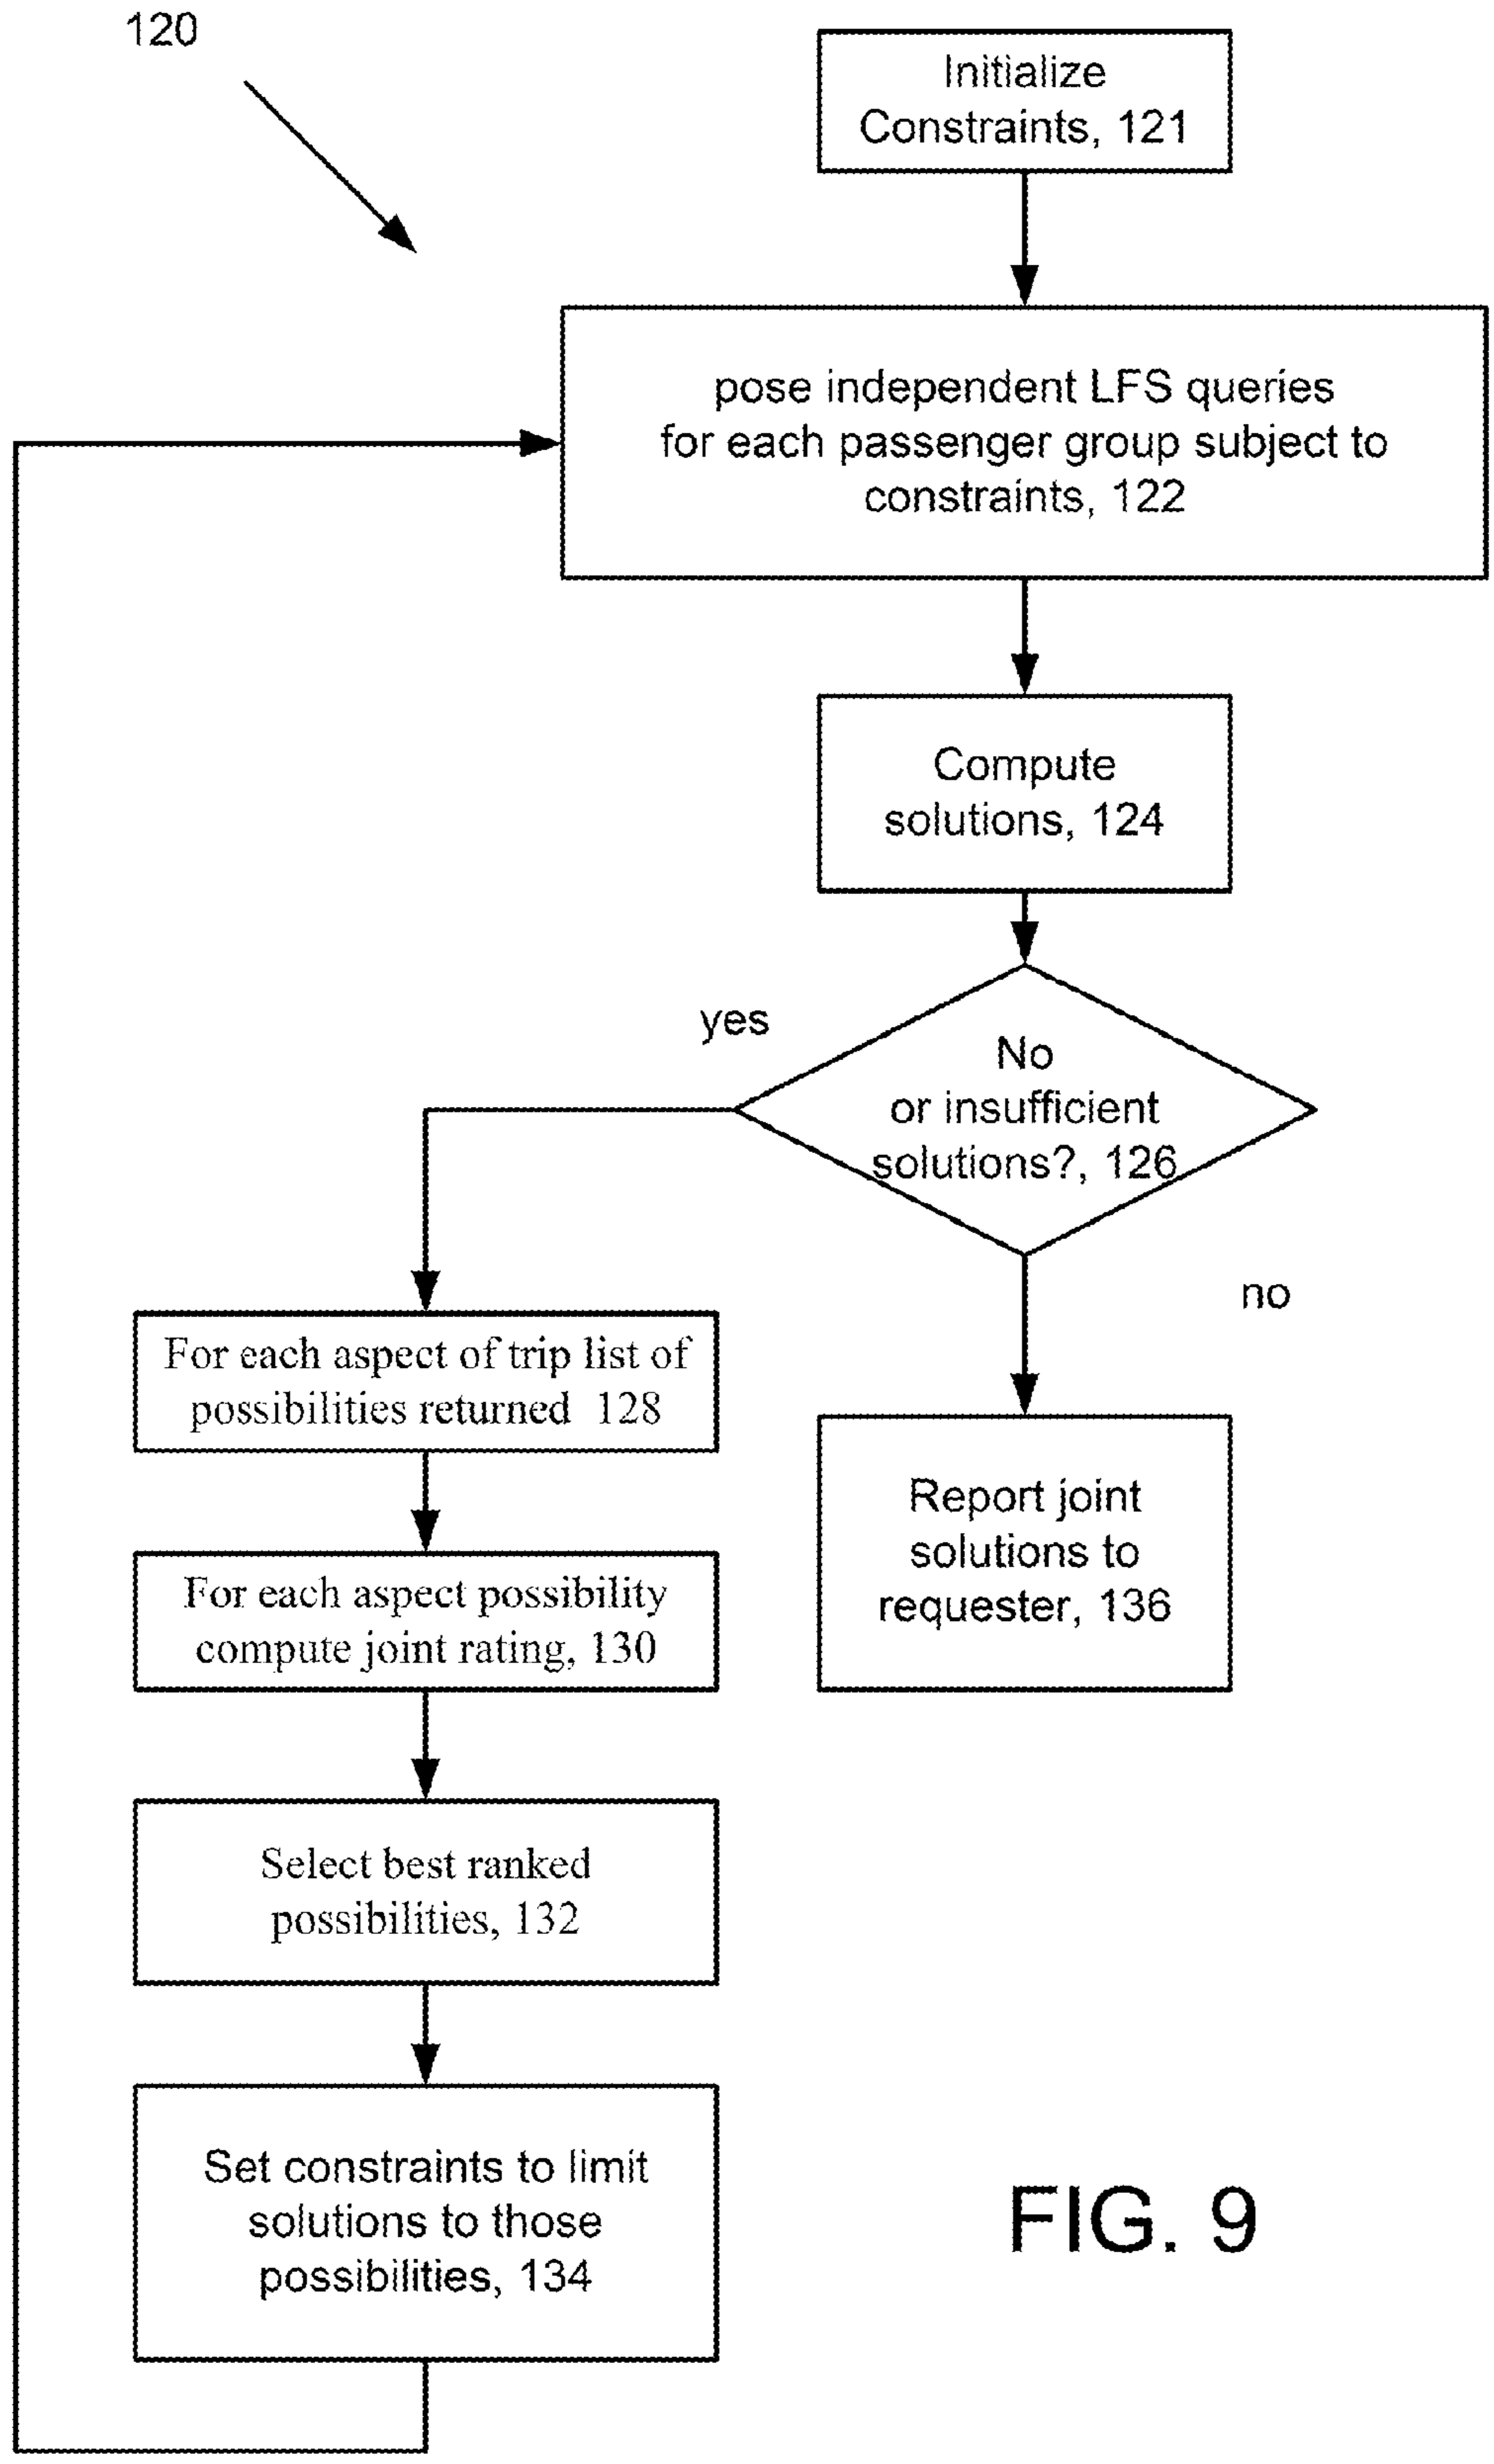 120
Initialize
Constraints, 121
pose independent LFS queries
for each passenger group subject to
constraints, 122
Compute
solutions, 124
yes
No
or insufficient
solutions?, 126
no
For each aspect of trip list of
possibilities returned 128
For each aspect possibility
compute joint rating, 130
Report joint
solutions to
requester, 136
Select best ranked
possibilities, 132
Set constraints to limit
solutions to those
possibilities, 134
FIG. 9